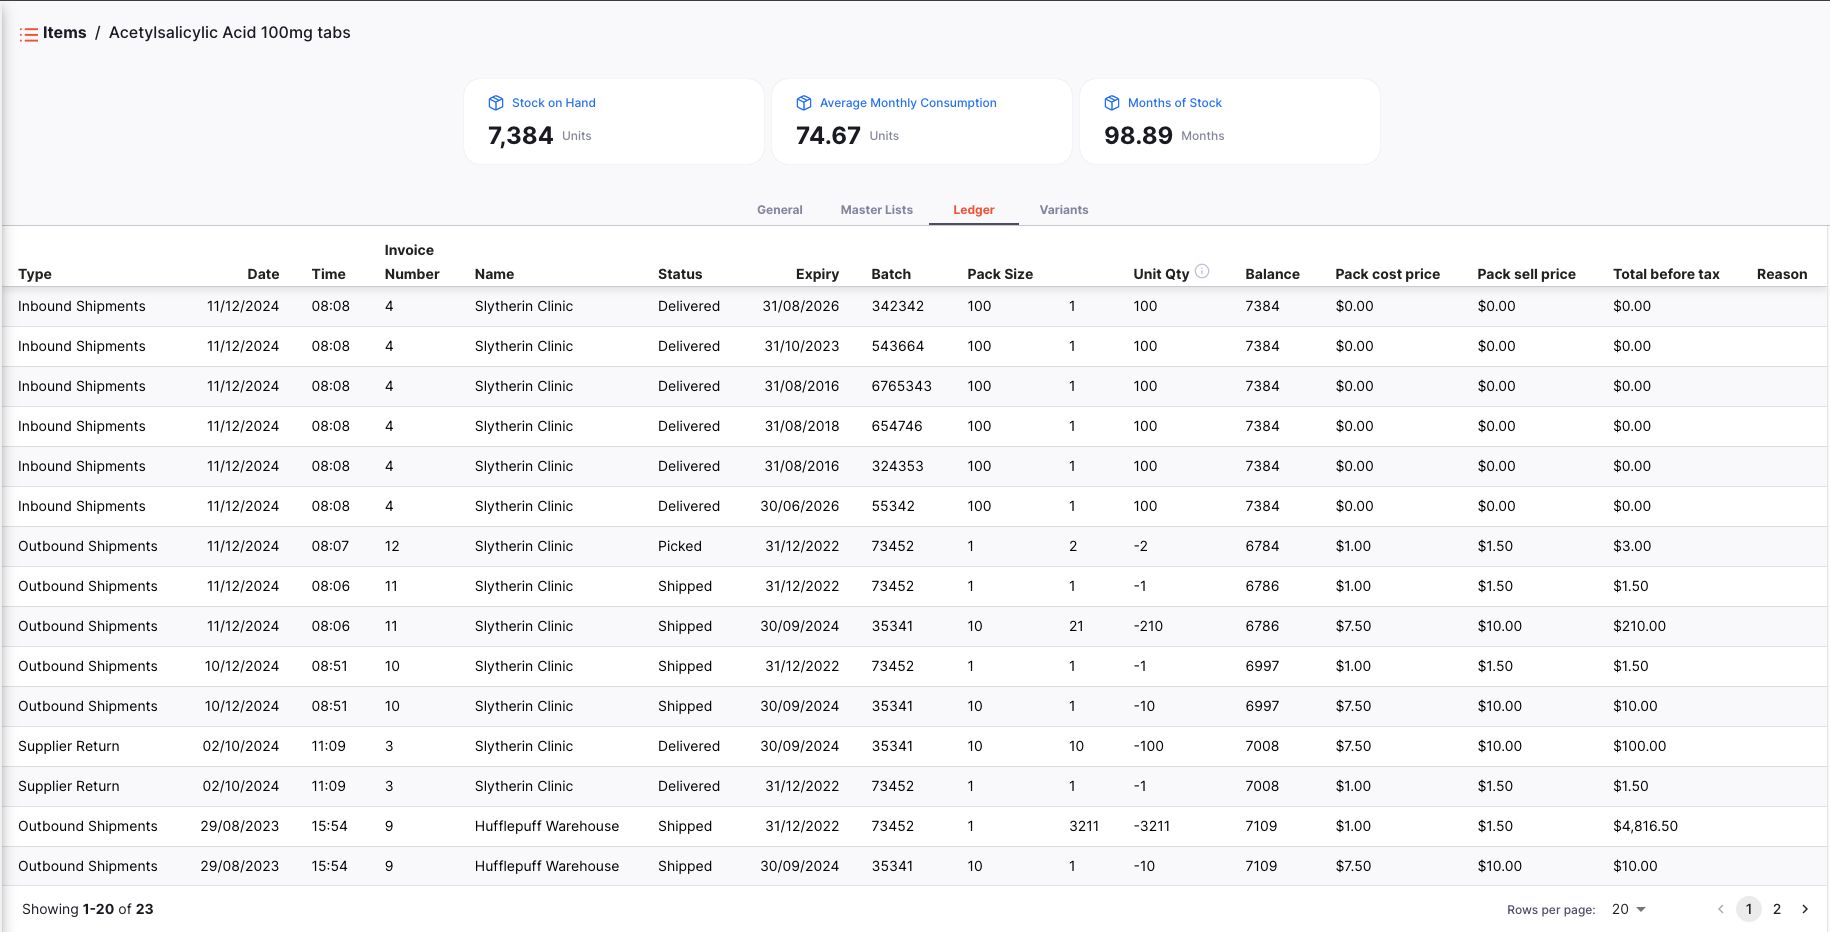 Items / Acetylsalicylic Acid 100mg tabs
Stock on Hand
7,384 Units
Average Monthly Consumption
74.67 Units
Months of Stock
98.89 Months
General Master Lists Ledger Variants
Type Date Time Invoice Number Name Status Expiry Batch Pack Size Unit Qty Balance Pack cost price Pack sell price Total before tax Reason
Inbound Shipments 11/12/2024 08:08 4 Slytherin Clinic Delivered 31/08/2026 342342 100 1 100 7384 $0.00 $0.00 $0.00
Inbound Shipments 11/12/2024 08:08 4 Slytherin Clinic Delivered 31/10/2023 543664 100 1 100 7384 $0.00 $0.00 $0.00
Inbound Shipments 11/12/2024 08:08 4 Slytherin Clinic Delivered 31/08/2016 6765343 100 1 100 7384 $0.00 $0.00 $0.00
Inbound Shipments 11/12/2024 08:08 4 Slytherin Clinic Delivered 31/08/2018 654746 100 1 100 7384 $0.00 $0.00 $0.00
Inbound Shipments 11/12/2024 08:08 4 Slytherin Clinic Delivered 31/08/2016 324353 100 1 100 7384 $0.00 $0.00 $0.00
Inbound Shipments 11/12/2024 08:08 4 Slytherin Clinic Delivered 30/06/2026 55342 100 1 100 7384 $0.00 $0.00 $0.00
Outbound Shipments 11/12/2024 08:07 12 Slytherin Clinic Picked 31/12/2022 73452 1 2 -2 6784 $1.00 $1.50 $3.00
Outbound Shipments 11/12/2024 08:06 11 Slytherin Clinic Shipped 31/12/2022 73452 1 1 -1 6786 $1.00 $1.50 $1.50
Outbound Shipments 11/12/2024 08:06 11 Slytherin Clinic Shipped 30/09/2024 35341 10 21 -210 6786 $7.50 $10.00 $210.00
Outbound Shipments 10/12/2024 08:51 10 Slytherin Clinic Shipped 31/12/2022 73452 1 1 -1 6997 $1.00 $1.50 $1.50
Outbound Shipments 10/12/2024 08:51 10 Slytherin Clinic Shipped 30/09/2024 35341 10 1 -10 6997 $7.50 $10.00 $10.00
Supplier Return 02/10/2024 11:09 3 Slytherin Clinic Delivered 30/09/2024 35341 10 10 -100 7008 $7.50 $10.00 $100.00
Supplier Return 02/10/2024 11:09 3 Slytherin Clinic Delivered 31/12/2022 73452 1 1 -1 7008 $1.00 $1.50 $1.50
Outbound Shipments 29/08/2023 15:54 9 Hufflepuff Warehouse Shipped 31/12/2022 73452 1 3211 -3211 7109 $1.00 $1.50 $4,816.50
Outbound Shipments 29/08/2023 15:54 9 Hufflepuff Warehouse Shipped 30/09/2024 35341 10 1 -10 7109 $7.50 $10.00 $10.00
Showing 1-20 of 23 Rows per page: 20 1 2